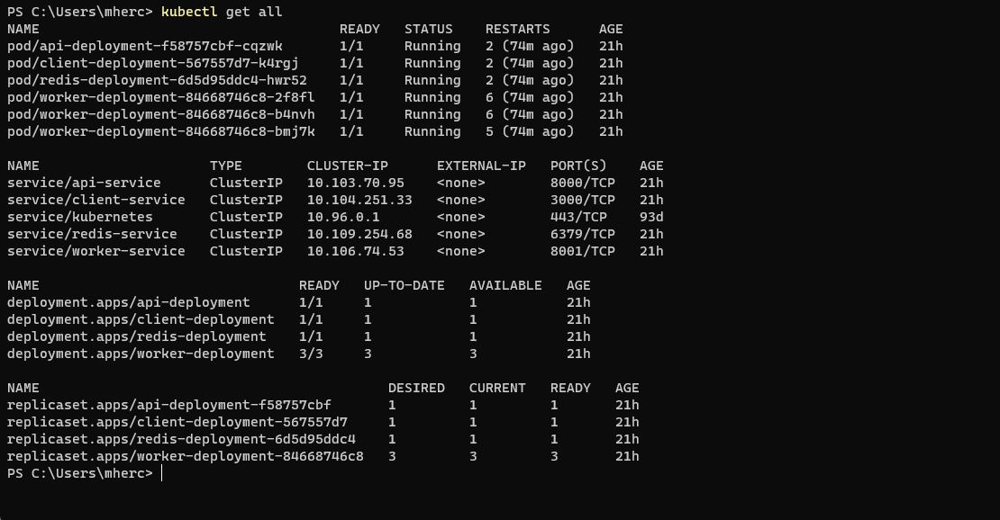 PS C:\Users\mherc> kubectl get all
NAME READY STATUS RESTARTS AGE
pod/api-deployment-f58757cbf-cqzwk 1/1 Running 2 (74m ago) 21h
pod/client-deployment-567557d7-k4rgj 1/1 Running 2 (74m ago) 21h
pod/redis-deployment-6d5d95ddc4-hwr52 1/1 Running 2 (74m ago) 21h
pod/worker-deployment-84668746c8-2f8fl 1/1 Running 6 (74m ago) 21h
pod/worker-deployment-84668746c8-b4nvh 1/1 Running 6 (74m ago) 21h
pod/worker-deployment-84668746c8-bmj7k 1/1 Running 5 (74m ago) 21h
NAME TYPE CLUSTER-IP EXTERNAL-IP PORT(S) AGE
service/api-service ClusterIP 10.103.70.95 <none> 8000/TCP 21h
service/client-service ClusterIP 10.104.251.33 <none> 3000/TCP 21h
service/kubernetes ClusterIP 10.96.0.1 <none> 443/TCP 93d
service/redis-service ClusterIP 10.109.254.68 <none> 6379/TCP 21h
service/worker-service ClusterIP 10.106.74.53 <none> 8001/TCP 21h
NAME READY UP-TO-DATE AVAILABLE AGE
deployment.apps/api-deployment 1/1 1 1 21h
deployment.apps/client-deployment 1/1 1 1 21h
deployment.apps/redis-deployment 1/1 1 1 21h
deployment.apps/worker-deployment 3/3 3 3 21h
NAME DESIRED CURRENT READY AGE
replicaset.apps/api-deployment-f58757cbf 1 1 1 21h
replicaset.apps/client-deployment-567557d7 1 1 1 21h
replicaset.apps/redis-deployment-6d5d95ddc4 1 1 1 21h
replicaset.apps/worker-deployment-84668746c8 3 3 3 21h
PS C:\Users\mherc>